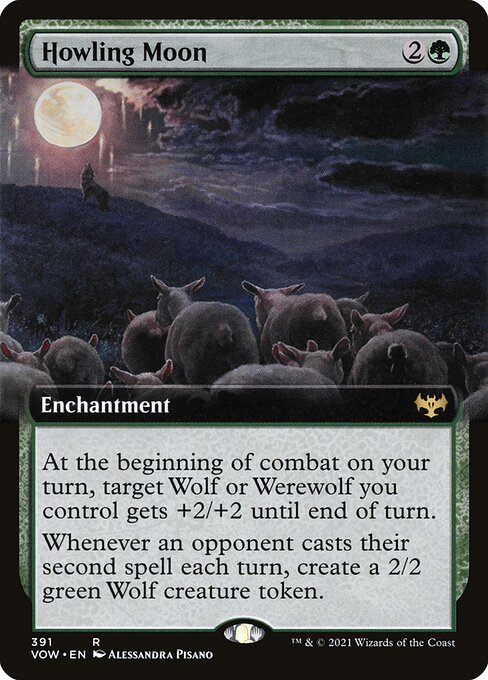 Howling Moon 2
Enchantment
At the beginning of combat on your
turn, target Wolf or Werewolf you
control gets +2/+2 until end of turn.
Whenever an opponent casts their
second spell each turn, create a 2/2
green Wolf creature token.
391 R
VOW • EN Alessandra Pisano
™ & © 2021 Wizards of the Coast